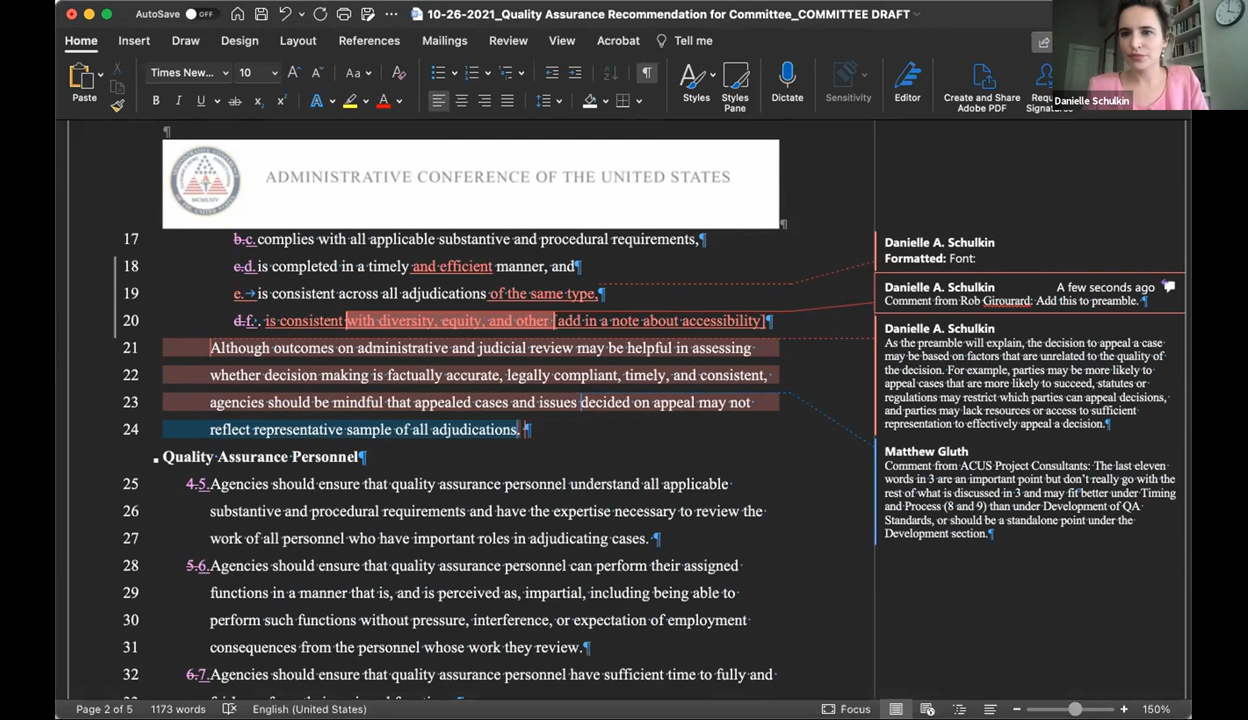 AutoSave OFF
10-26-2021_Quality Assurance Recommendation for Committee_COMMITTEE DRAFT
Home Insert Draw Design Layout References Mailings Review View Acrobat Tell me
Paste
Times New... 10
Styles
Styles Pane
Dictate
Sensitivity
Editor
Create and Share Adobe PDF
Danielle Schulkin
ADMINISTRATIVE CONFERENCE OF THE UNITED STATES
17 b.c.complies with all applicable substantive and procedural requirements,¶
18 c.d.is completed in a timely and efficient manner, and¶
19 e.→is consistent across all adjudications of the same type,¶
20 d.f. . is consistent with diversity, equity, and other [add in a note about accessibility]¶
21 Although outcomes on administrative and judicial review may be helpful in assessing
22 whether decision making is factually accurate, legally compliant, timely, and consistent,
23 agencies should be mindful that appealed cases and issues decided on appeal may not
24 reflect representative sample of all adjudications. ¶
Quality Assurance Personnel¶
25 4.5.Agencies should ensure that quality assurance personnel understand all applicable
26 substantive and procedural requirements and have the expertise necessary to review the
27 work of all personnel who have important roles in adjudicating cases. ¶
28 5.6.Agencies should ensure that quality assurance personnel can perform their assigned
29 functions in a manner that is, and is perceived as, impartial, including being able to
30 perform such functions without pressure, interference, or expectation of employment
31 consequences from the personnel whose work they review.¶
32 6.7.Agencies should ensure that quality assurance personnel have sufficient time to fully and
Danielle A. Schulkin
Formatted: Font:
Danielle A. Schulkin A few seconds ago
Comment from Rob Girouard: Add this to preamble. ¶
Danielle A. Schulkin
As the preamble will explain, the decision to appeal a case
may be based on factors that are unrelated to the quality of
the decision. For example, parties may be more likely to
appeal cases that are more likely to succeed, statutes or
regulations may restrict which parties can appeal decisions,
and parties may lack resources or access to sufficient
representation to effectively appeal a decision.¶
Matthew Gluth
Comment from ACUS Project Consultants: The last eleven
words in 3 are an important point but don't really go with the
rest of what is discussed in 3 and may fit better under Timing
and Process (8 and 9) than under Development of QA
Standards, or should be a standalone point under the
Development section.¶
Page 2 of 5 1173 words English (United States) Focus 150%